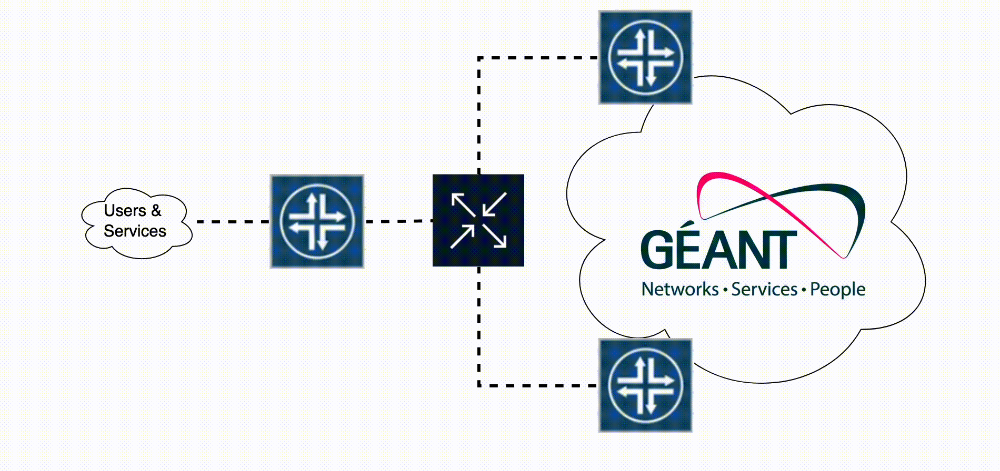 Users &
Services
GÉANT
Networks • Services • People